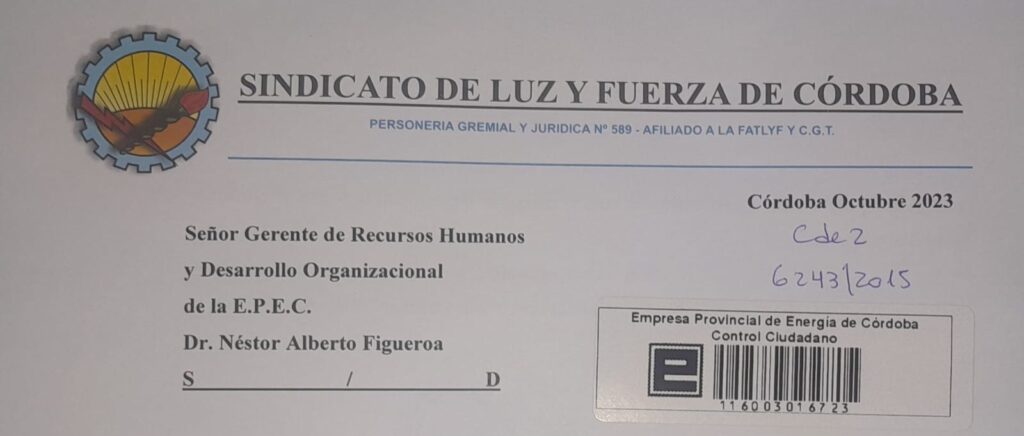 SINDICATO DE LUZ Y FUERZA DE CÓRDOBA
PERSONERIA GREMIAL Y JURIDICA Nº 589 - AFILIADO A LA FATLYF Y C.G.T.
Córdoba Octubre 2023
Cde 2
6243/2015
Señor Gerente de Recursos Humanos
y Desarrollo Organizacional
de la E.P.E.C.
Dr. Néstor Alberto Figueroa
S / D
Empresa Provincial de Energía de Córdoba
Control Ciudadano
e
116003016723